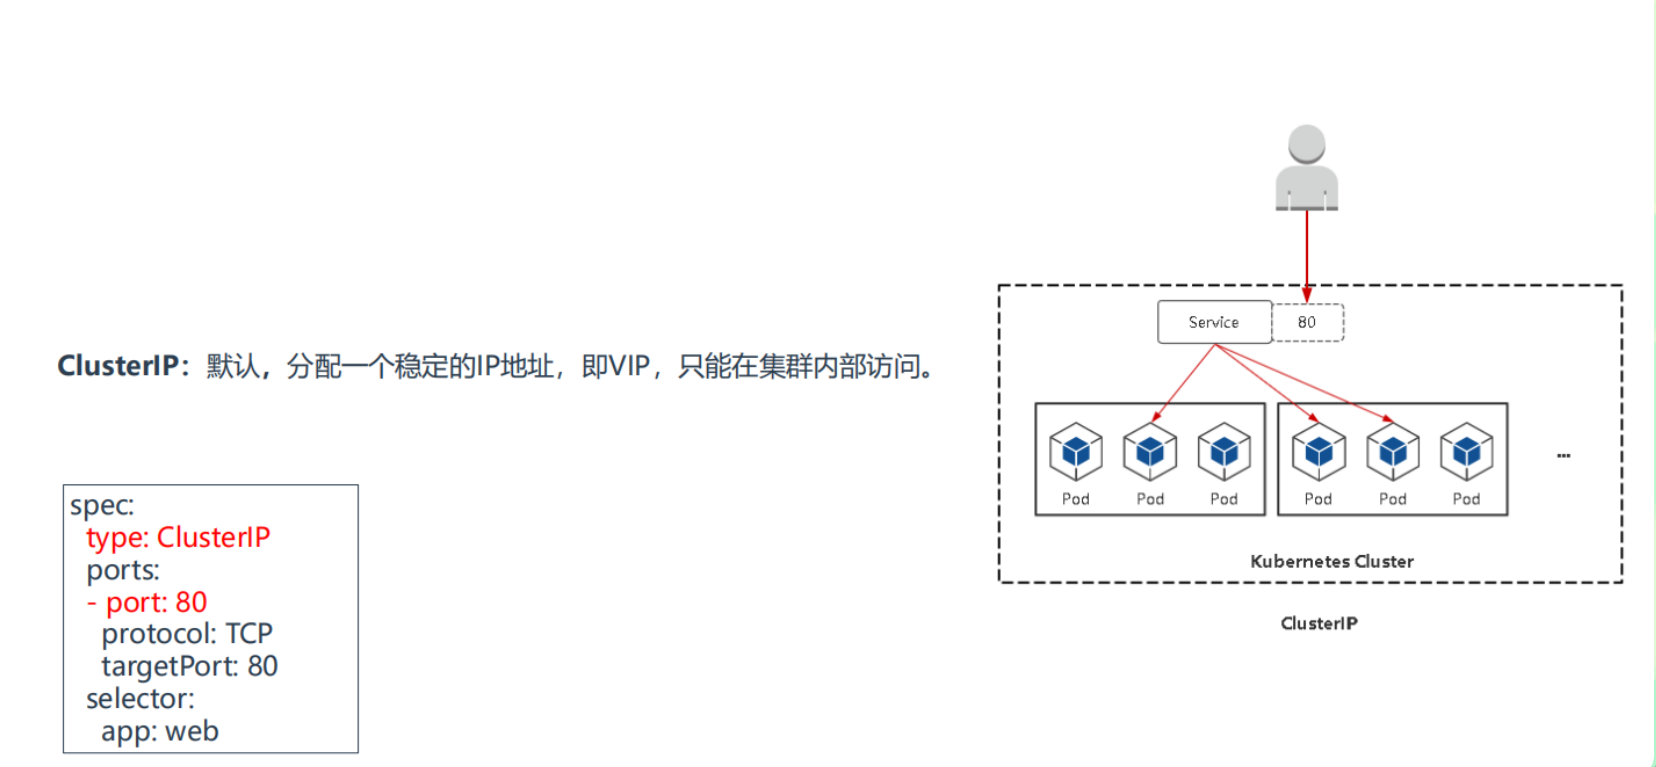 ClusterIP：默认，分配一个稳定的IP地址，即VIP，只能在集群内部访问。
spec:
type: ClusterIP
ports:
- port: 80
protocol: TCP
targetPort: 80
selector:
app: web
Service 80
Pod Pod Pod Pod Pod Pod
...
Kubernetes Cluster
ClusterIP